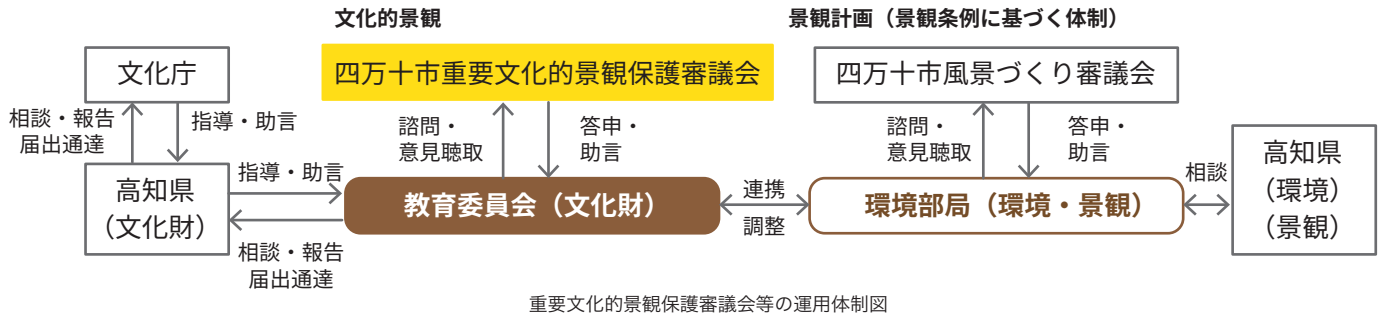 文化的景観
景観計画（景観条例に基づく体制）
文化庁
四万十市重要文化的景観保護審議会
四万十市風景づくり審議会
相談・報告
届出通達
指導・助言
諮問・
意見聴取
答申・
助言
諮問・
意見聴取
答申・
助言
高知県
（文化財）
指導・助言
相談・報告
届出通達
教育委員会（文化財）
連携
調整
環境部局（環境・景観）
相談
高知県
（環境）
（景観）
重要文化的景観保護審議会等の運用体制図